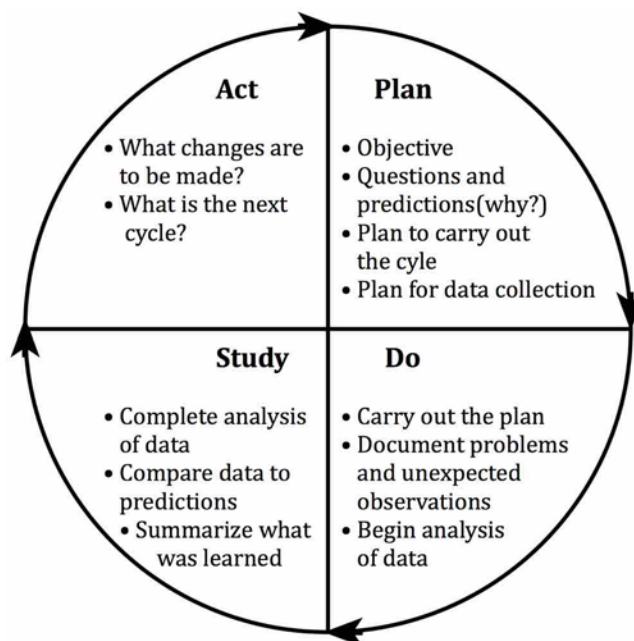 Act
• What changes are
to be made?
• What is the next
cycle?
Plan
• Objective
• Questions and
predictions(why?)
• Plan to carry out
the cyle
• Plan for data collection
Study
• Complete analysis
of data
• Compare data to
predictions
• Summarize what
was learned
Do
• Carry out the plan
• Document problems
and unexpected
observations
• Begin analysis
of data